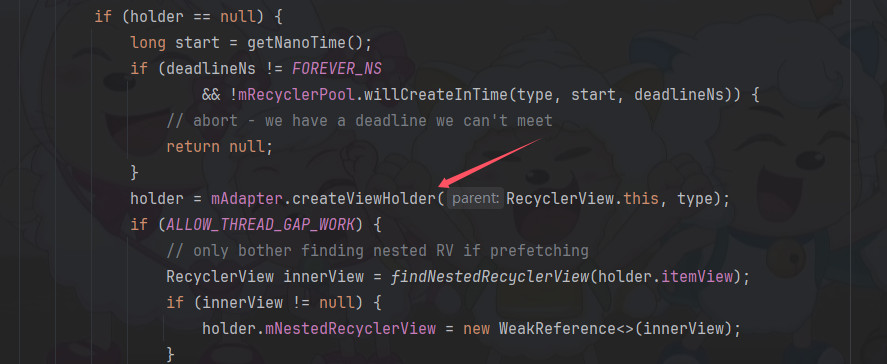 if (holder == null) {
long start = getNanoTime();
if (deadlineNs != FOREVER_NS
&& !mRecyclerPool.willCreateInTime(type, start, deadlineNs)) {
// abort - we have a deadline we can't meet
return null;
}
holder = mAdapter.createViewHolder( parent: RecyclerView.this, type);
if (ALLOW_THREAD_GAP_WORK) {
// only bother finding nested RV if prefetching
RecyclerView innerView = findNestedRecyclerView(holder.itemView);
if (innerView != null) {
holder.mNestedRecyclerView = new WeakReference<>(innerView);
}